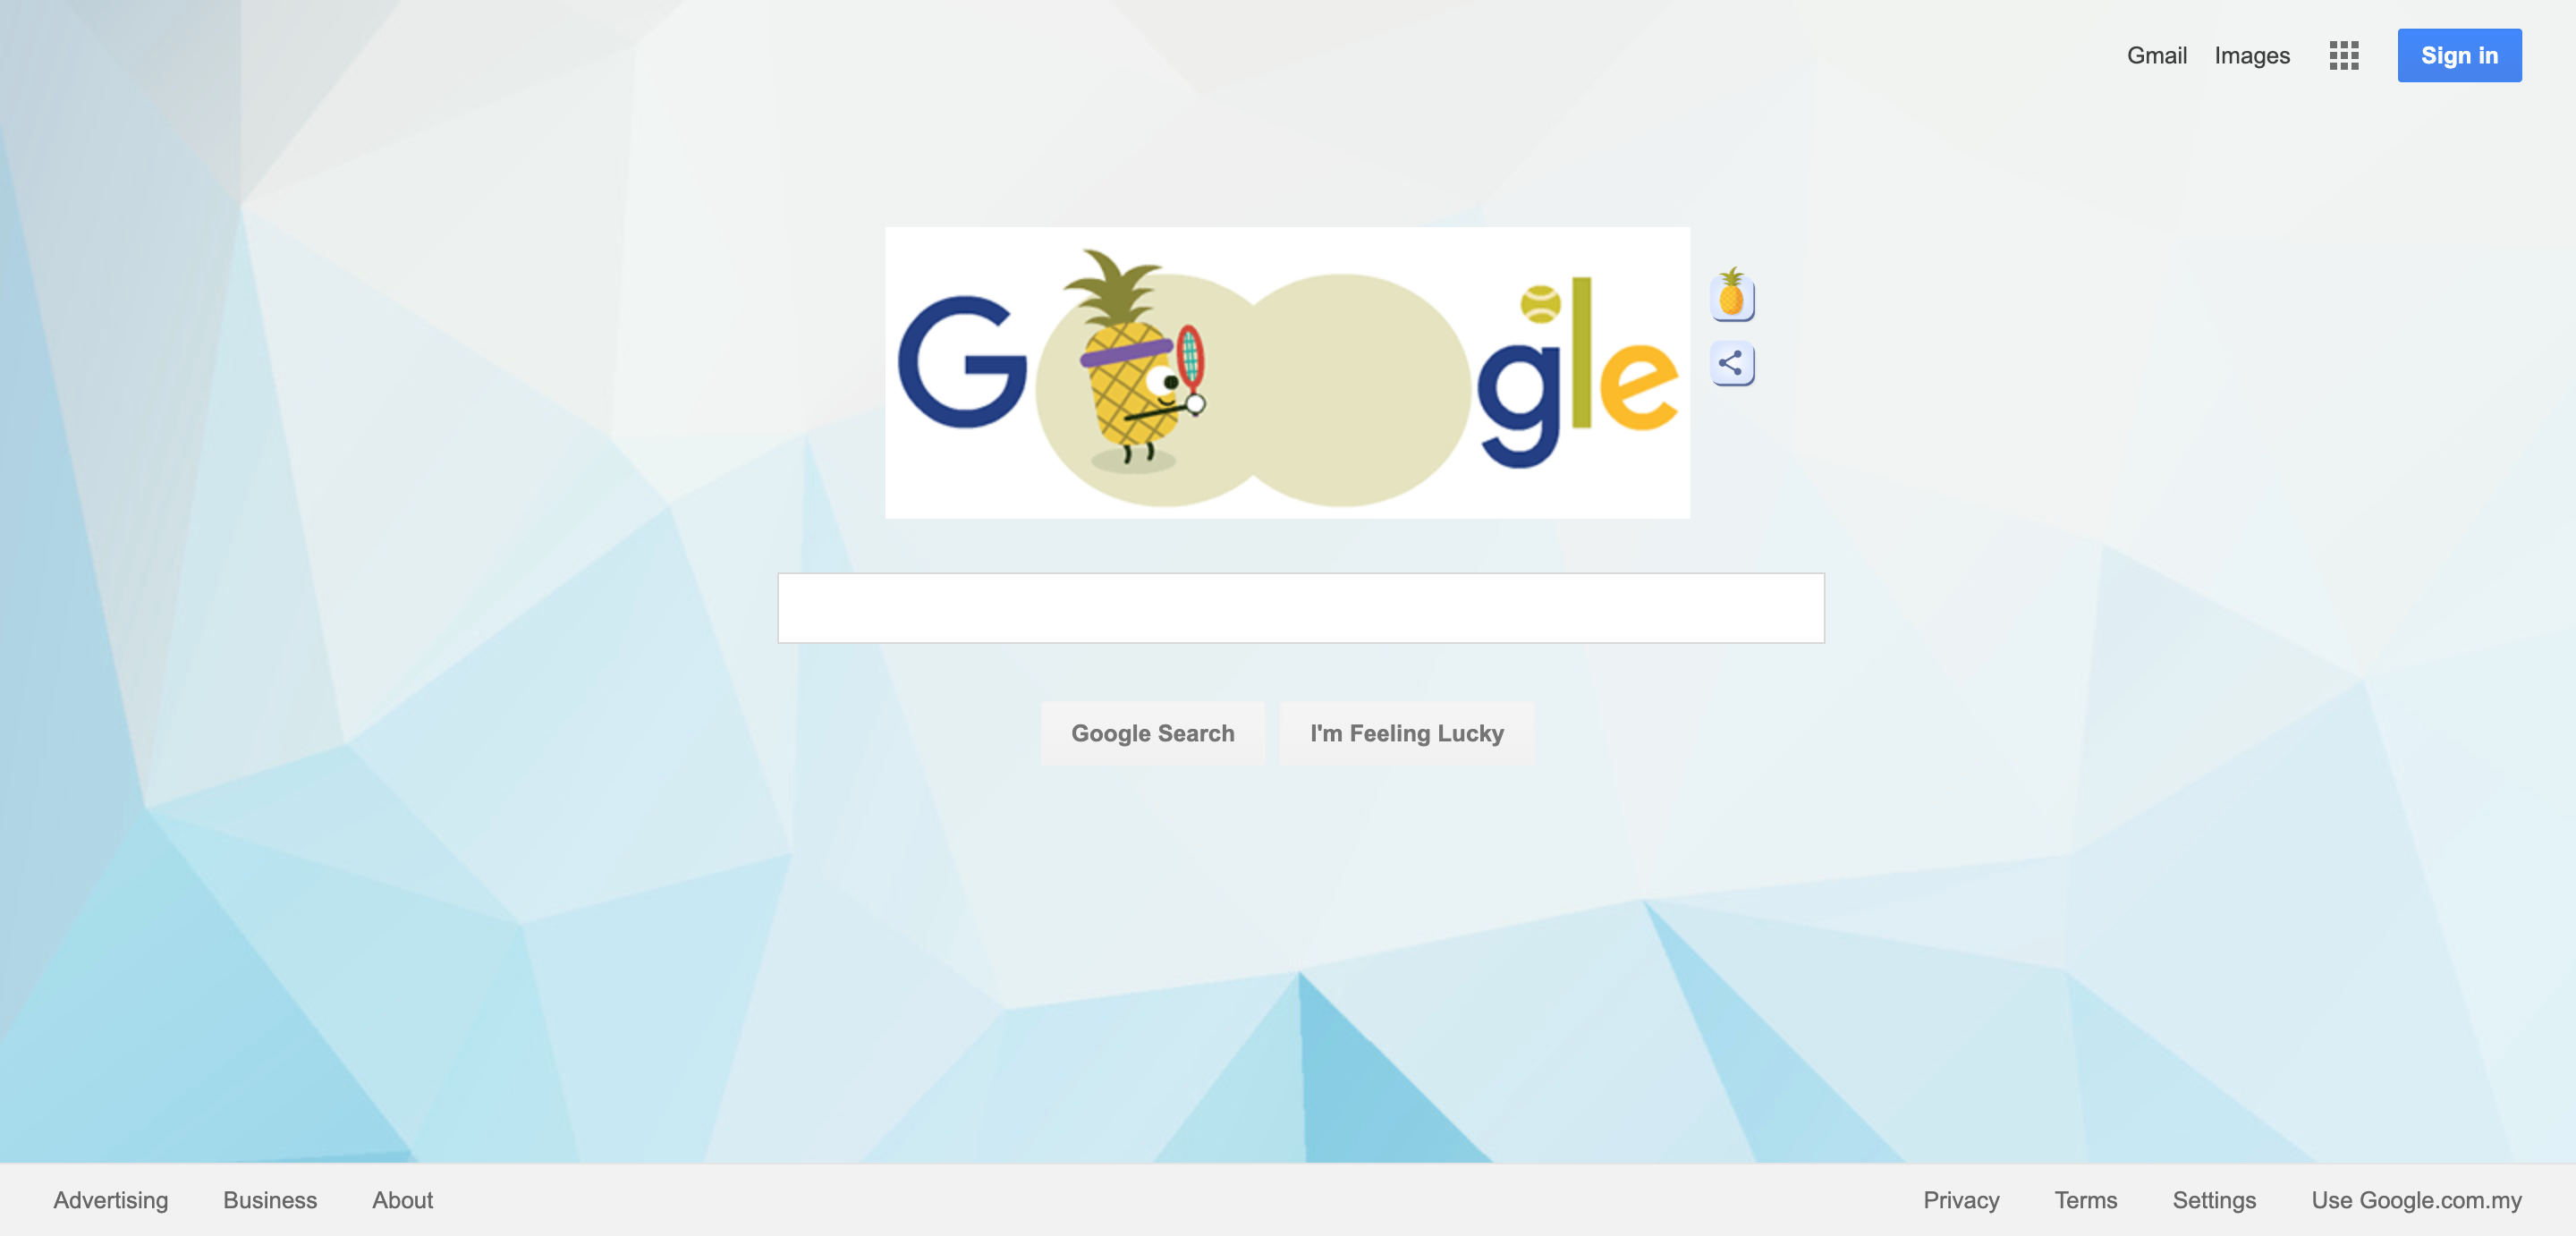 Gmail Images Sign in
Google
Google Search I'm Feeling Lucky
Advertising Business About Privacy Terms Settings Use Google.com.my